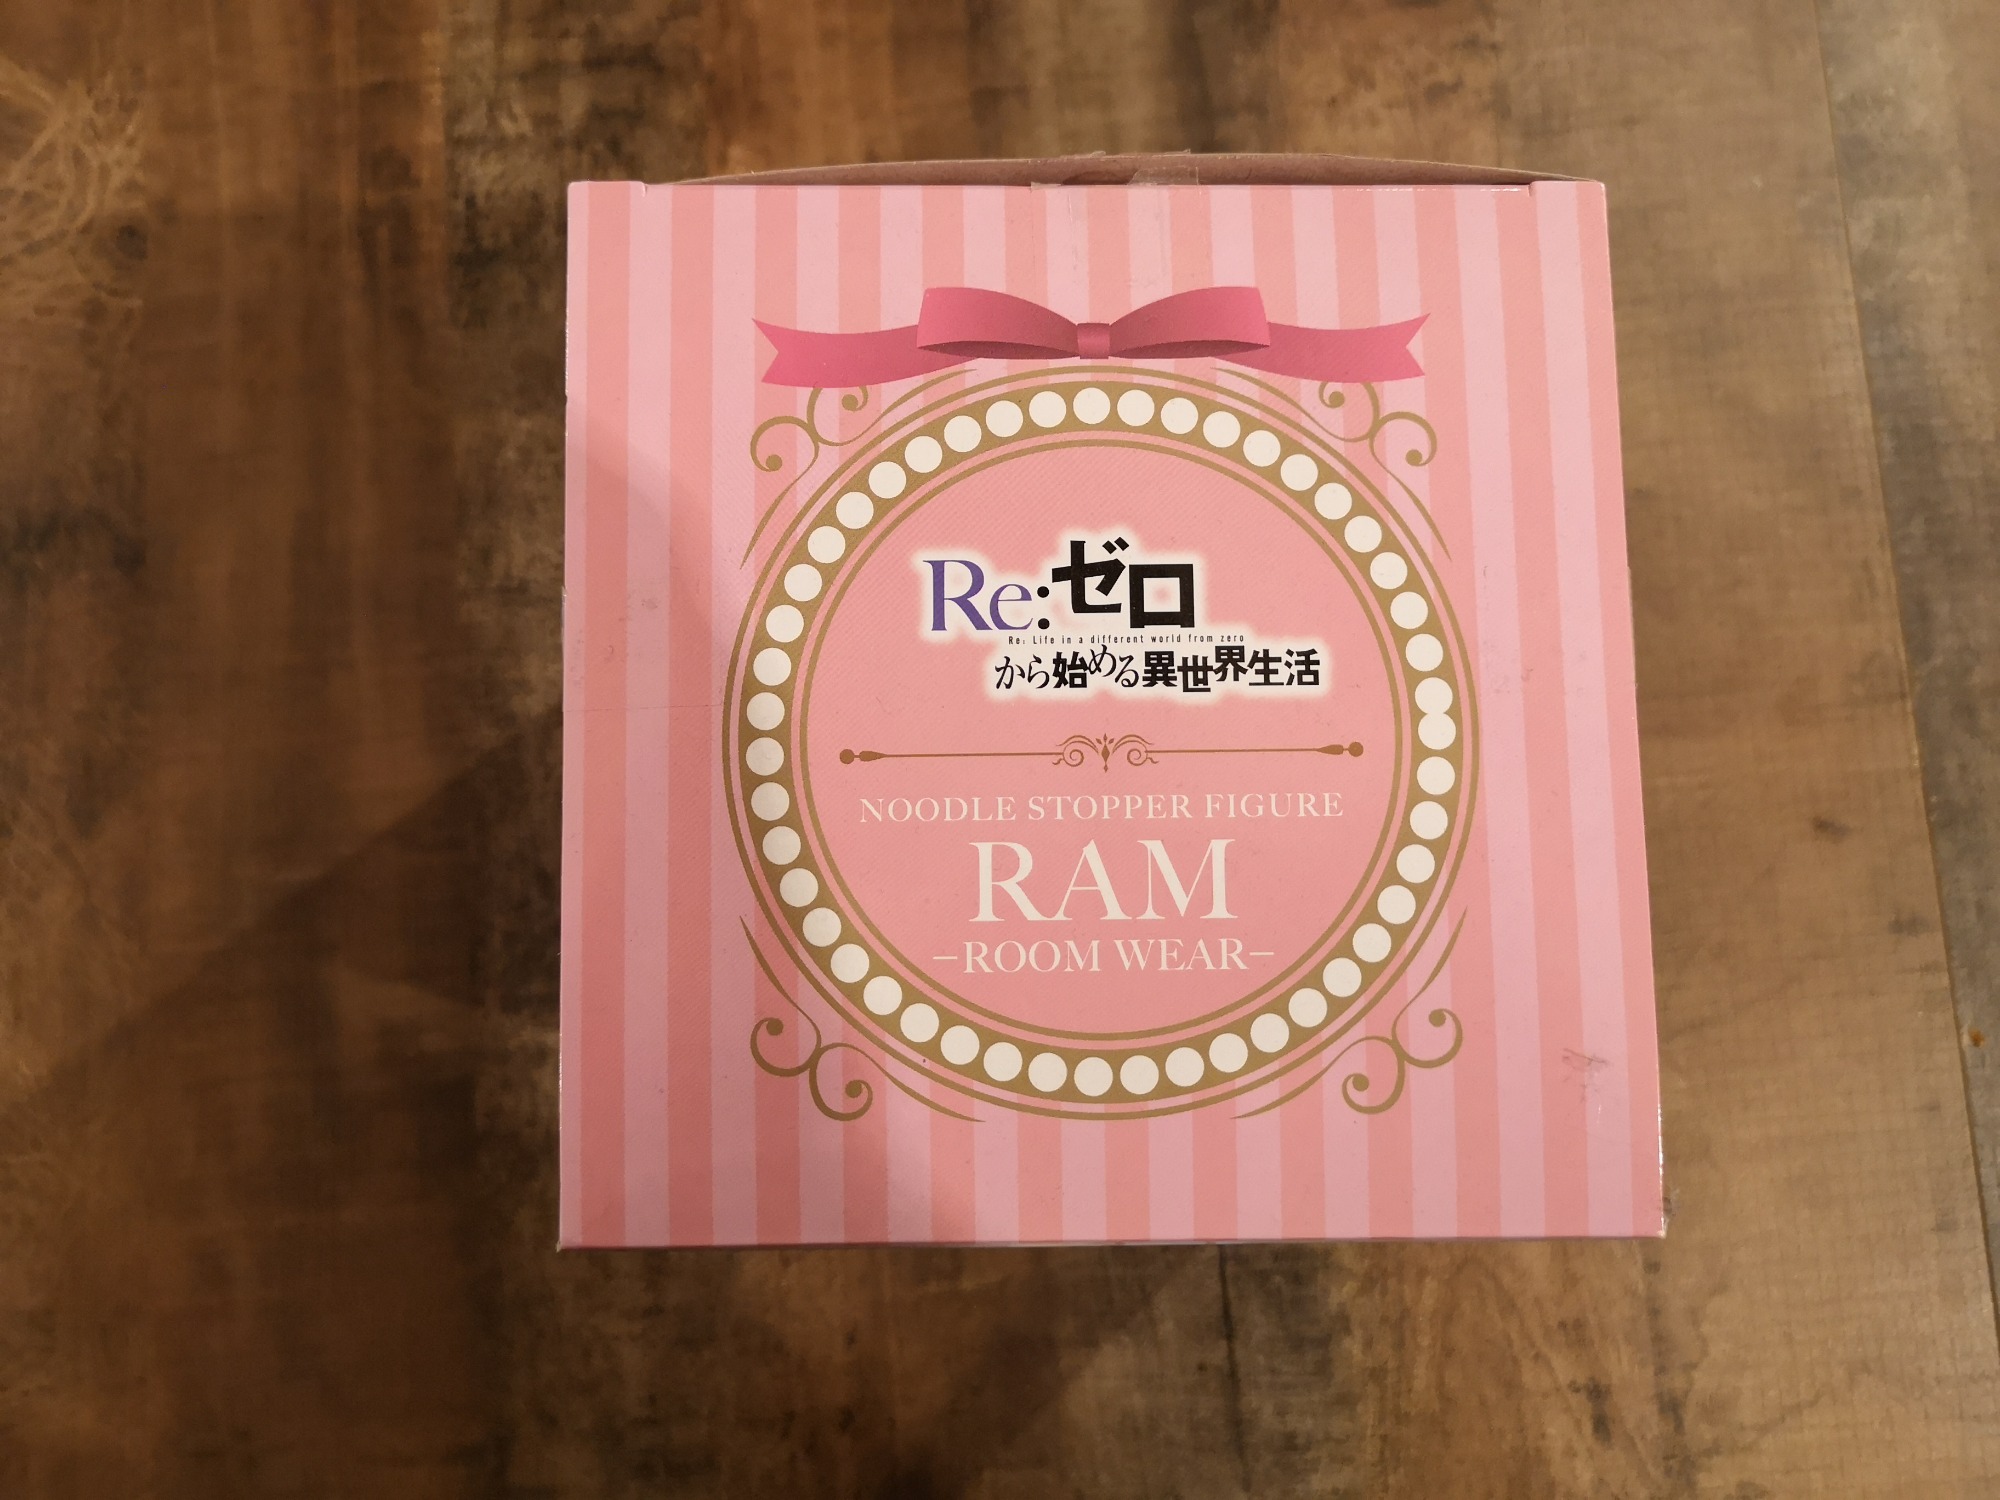 Re:ゼロ
Re: Life in a different world from zero
から始める異世界生活
NOODLE STOPPER FIGURE
RAM
–ROOM WEAR–